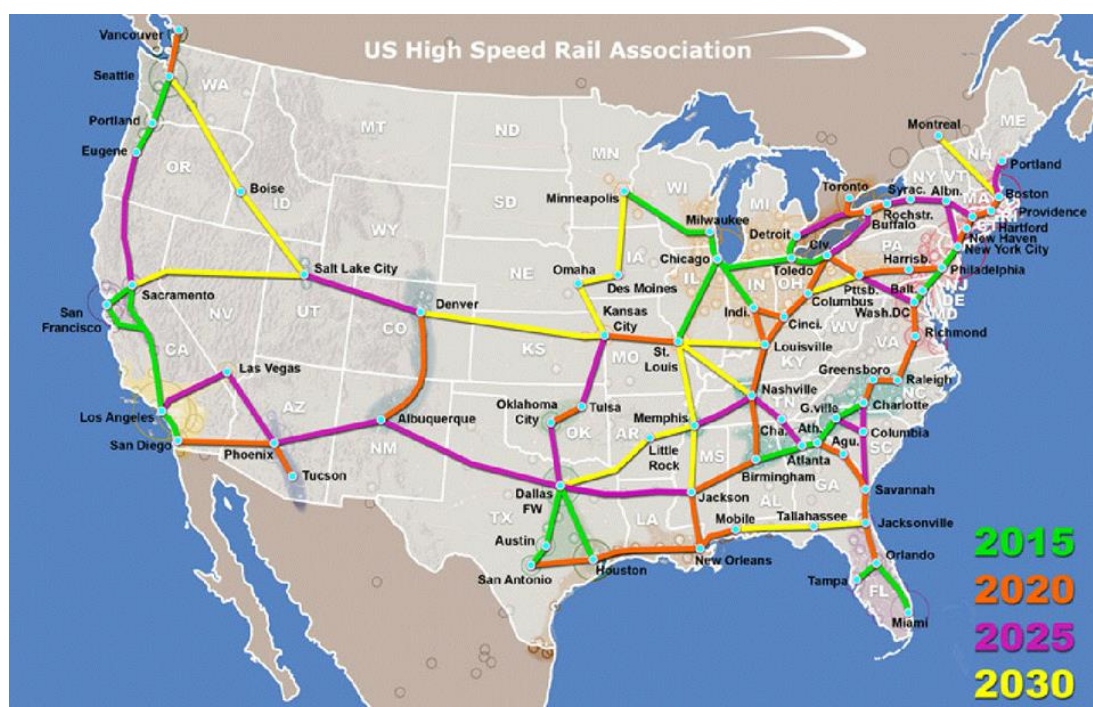 US High Speed Rail Association
Vancouver
Seattle
WA
Portland
Eugene
OR
Boise
ID
MT
ND
MN
Minneapolis
SD
WI
Milwaukee
MI
Toronto
Montreal
ME
NH
VT
NY
Portland
Syrac.
Albn.
Boston
MA
Rochstr.
Providence
Buffalo
Hartford
Detroit
New Haven
New York City
WY
Salt Lake City
Sacramento
San
Francisco
NV
UT
CA
Denver
CO
NE
Omaha
IA
Des Moines
Chicago
IL
IN
OH
Toledo
Clv.
PA
Harrisb.
Philadelphia
Pttsb.
Balt.
NJ
DE
MD
Wash.DC
Columbus
WV
Indi.
Cinci.
Richmond
VA
Kansas
City
KS
MO
St.
Louis
Louisville
KY
Greensboro
Raleigh
NC
Las Vegas
Los Angeles
AZ
San Diego
Phoenix
Tucson
Albuquerque
NM
Oklahoma
City
Tulsa
OK
AR
Memphis
Little
Rock
Nashville
TN
Cha.
G.ville
Charlotte
Ath.
Agu.
Columbia
SC
Atlanta
Birmingham
MS
AL
GA
Savannah
Dallas
FW
Jackson
TX
LA
Austin
San Antonio
Houston
New Orleans
Mobile
Tallahassee
Jacksonville
Orlando
Tampa
FL
Miami
2015
2020
2025
2030